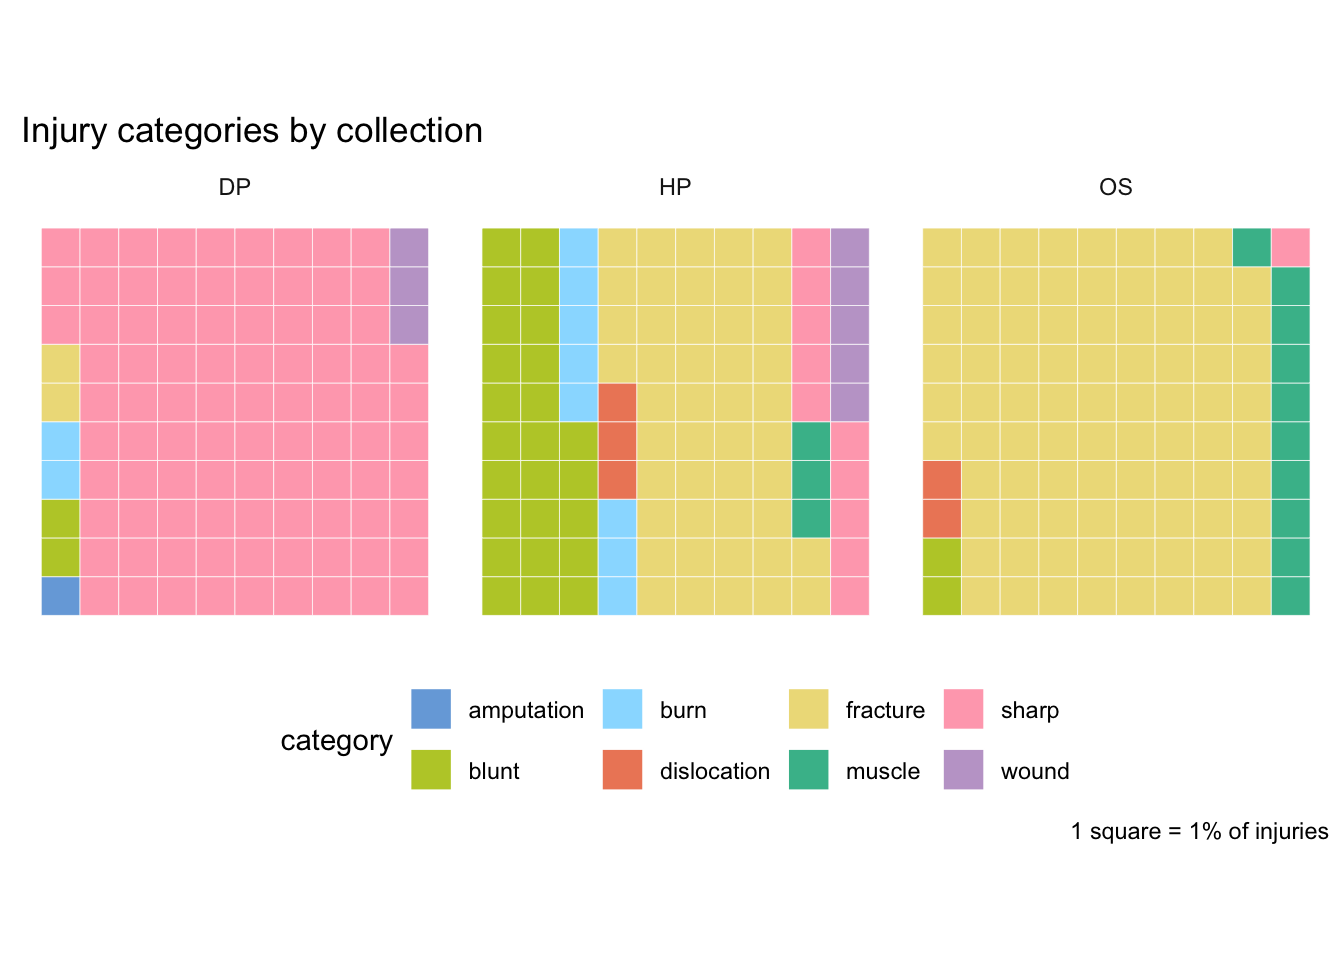 Injury categories by collection
DP HP OS
category
amputation burn fracture sharp
blunt dislocation muscle wound
1 square = 1% of injuries